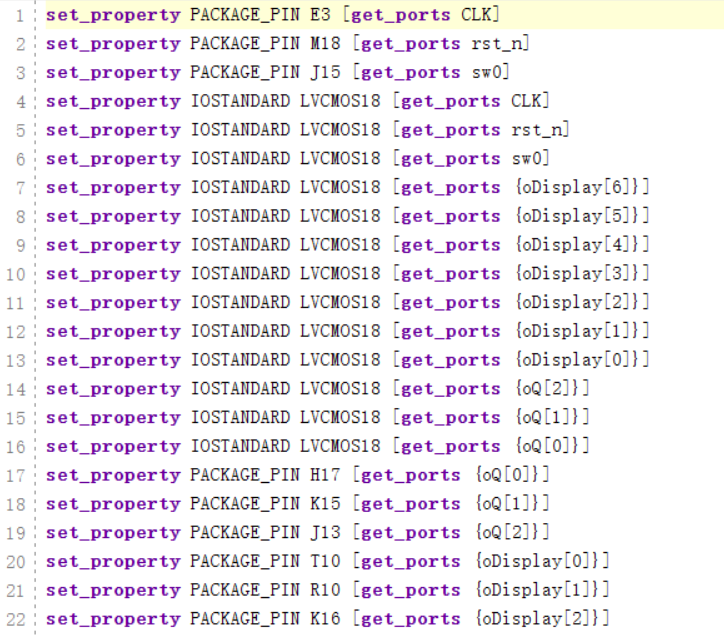 1 set_property PACKAGE_PIN E3 [get_ports CLK]
2 set_property PACKAGE_PIN M18 [get_ports rst_n]
3 set_property PACKAGE_PIN J15 [get_ports sw0]
4 set_property IOSTANDARD LVCMOS18 [get_ports CLK]
5 set_property IOSTANDARD LVCMOS18 [get_ports rst_n]
6 set_property IOSTANDARD LVCMOS18 [get_ports sw0]
7 set_property IOSTANDARD LVCMOS18 [get_ports {oDisplay[6]}]
8 set_property IOSTANDARD LVCMOS18 [get_ports {oDisplay[5]}]
9 set_property IOSTANDARD LVCMOS18 [get_ports {oDisplay[4]}]
10 set_property IOSTANDARD LVCMOS18 [get_ports {oDisplay[3]}]
11 set_property IOSTANDARD LVCMOS18 [get_ports {oDisplay[2]}]
12 set_property IOSTANDARD LVCMOS18 [get_ports {oDisplay[1]}]
13 set_property IOSTANDARD LVCMOS18 [get_ports {oDisplay[0]}]
14 set_property IOSTANDARD LVCMOS18 [get_ports {oQ[2]}]
15 set_property IOSTANDARD LVCMOS18 [get_ports {oQ[1]}]
16 set_property IOSTANDARD LVCMOS18 [get_ports {oQ[0]}]
17 set_property PACKAGE_PIN H17 [get_ports {oQ[0]}]
18 set_property PACKAGE_PIN K15 [get_ports {oQ[1]}]
19 set_property PACKAGE_PIN J13 [get_ports {oQ[2]}]
20 set_property PACKAGE_PIN T10 [get_ports {oDisplay[0]}]
21 set_property PACKAGE_PIN R10 [get_ports {oDisplay[1]}]
22 set_property PACKAGE_PIN K16 [get_ports {oDisplay[2]}]